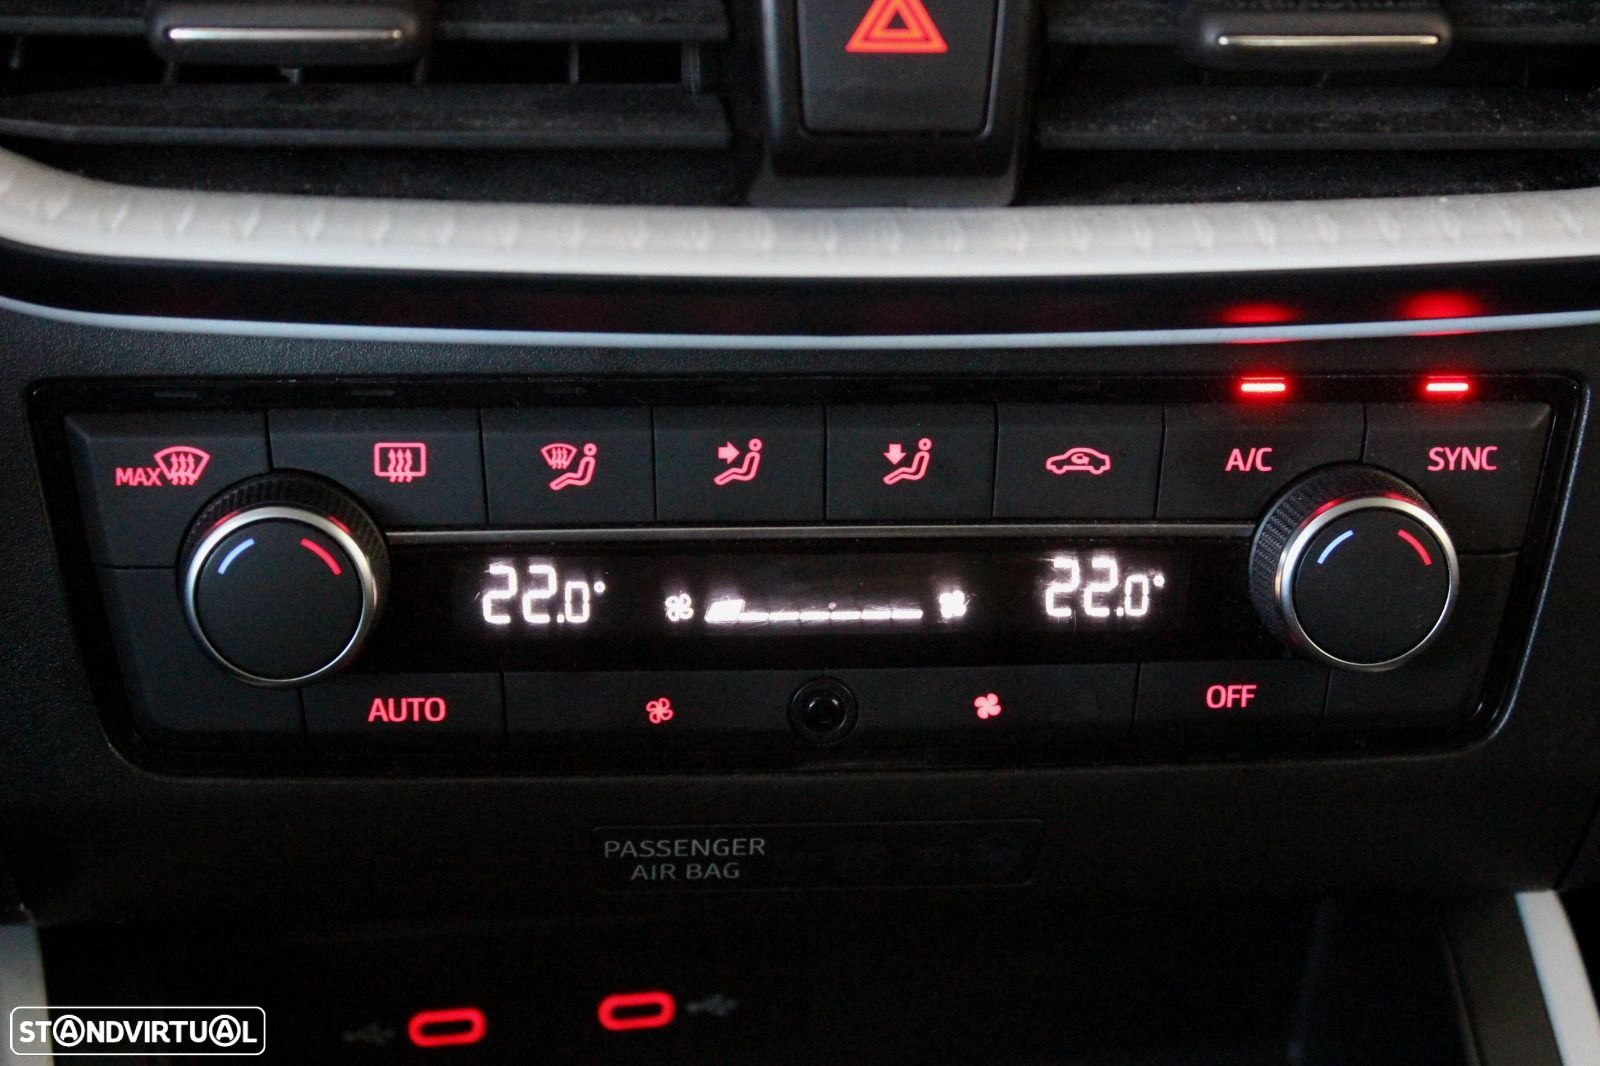 MAX
A/C
SYNC
22.0°
22.0°
AUTO
OFF
PASSENGER
AIR BAG
STANDVIRTUAL